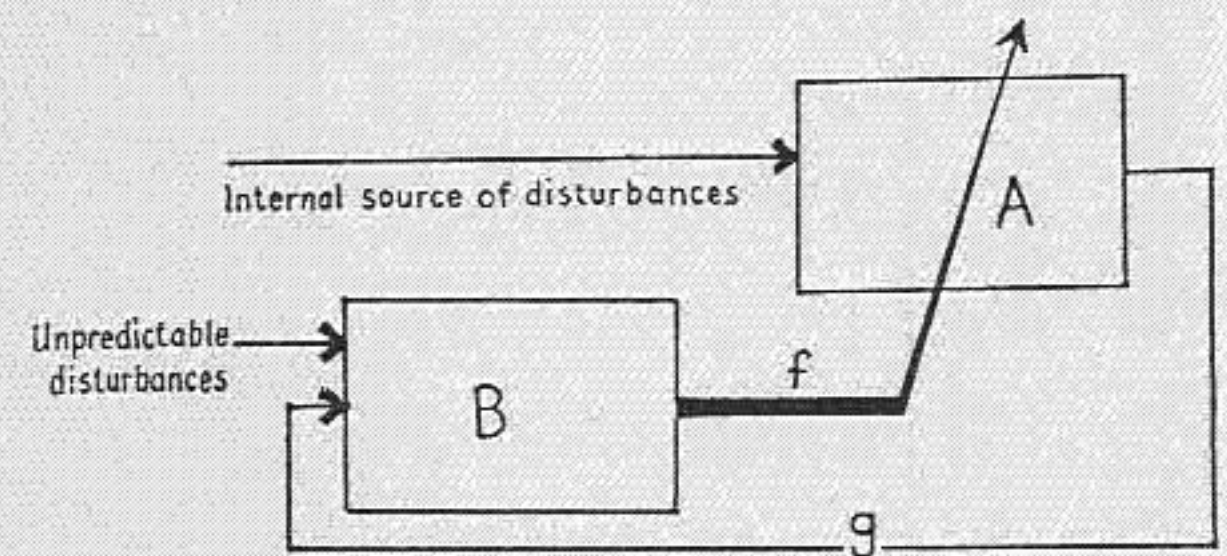 Internal source of disturbances
A
Unpredictable
disturbances
B
f
g